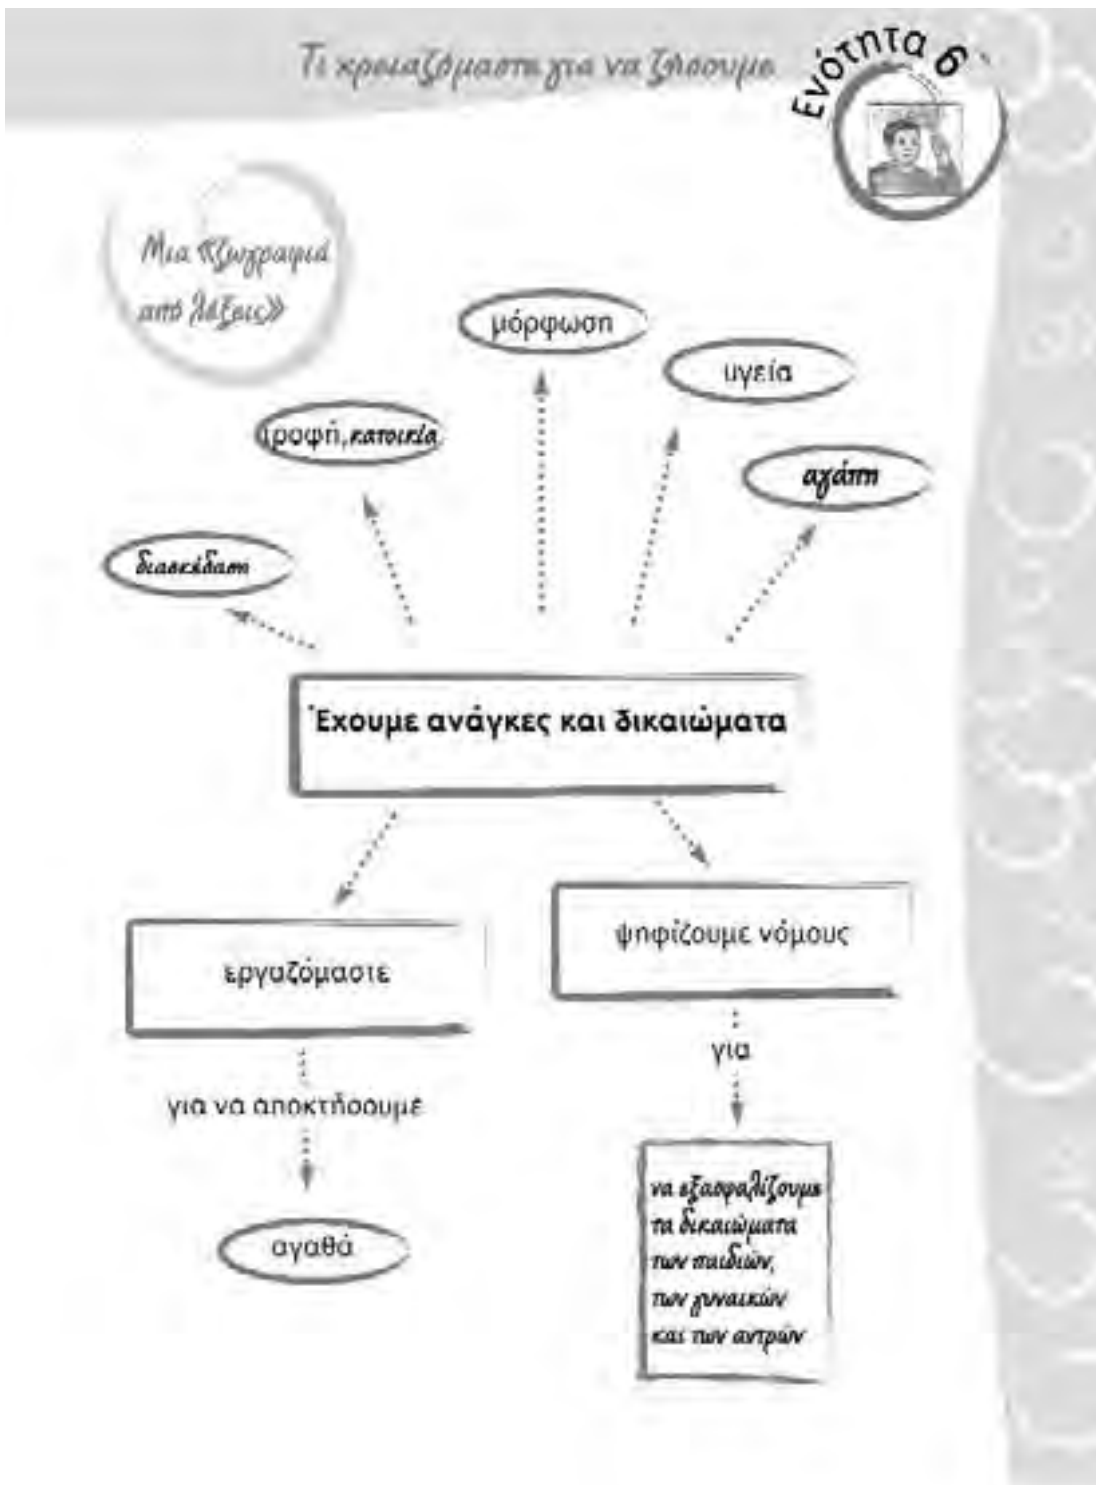 Τι χρειαζόμαστε για να ζήσουμε
Ενότητα 6
Μια «ζωγραφιά
από λέξεις»
μόρφωση
υγεία
τροφή, κατοικία
αγάπη
διασκέδαση
Έχουμε ανάγκες και δικαιώματα
ψηφίζουμε νόμους
εργαζόμαστε
για
για να αποκτήσουμε
να εξασφαλίζουμε
τα δικαιώματα
των παιδιών,
των γυναικών
και των αντρών
αγαθά